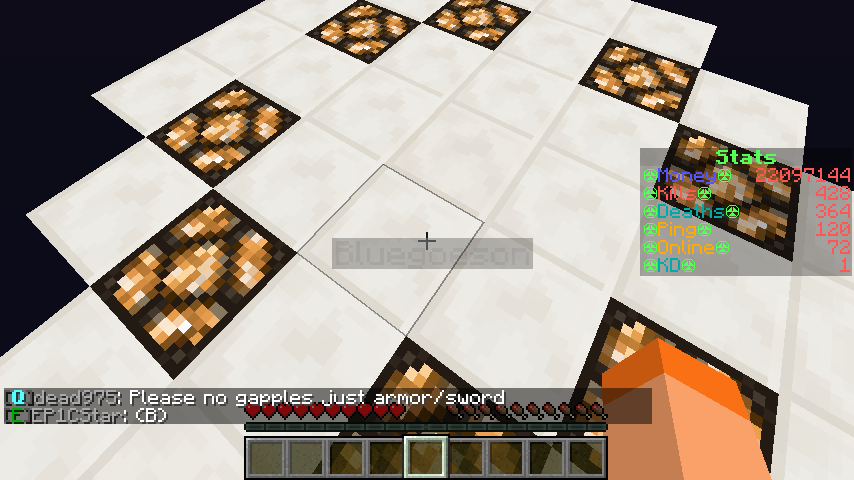 Stats
Money 23097144
Kills 428
Deaths 364
Ping 120
Online 72
KD 1
Bluegoeson
Q dead975: Please no gapples just armor/sword
E EP1CStar: (B)